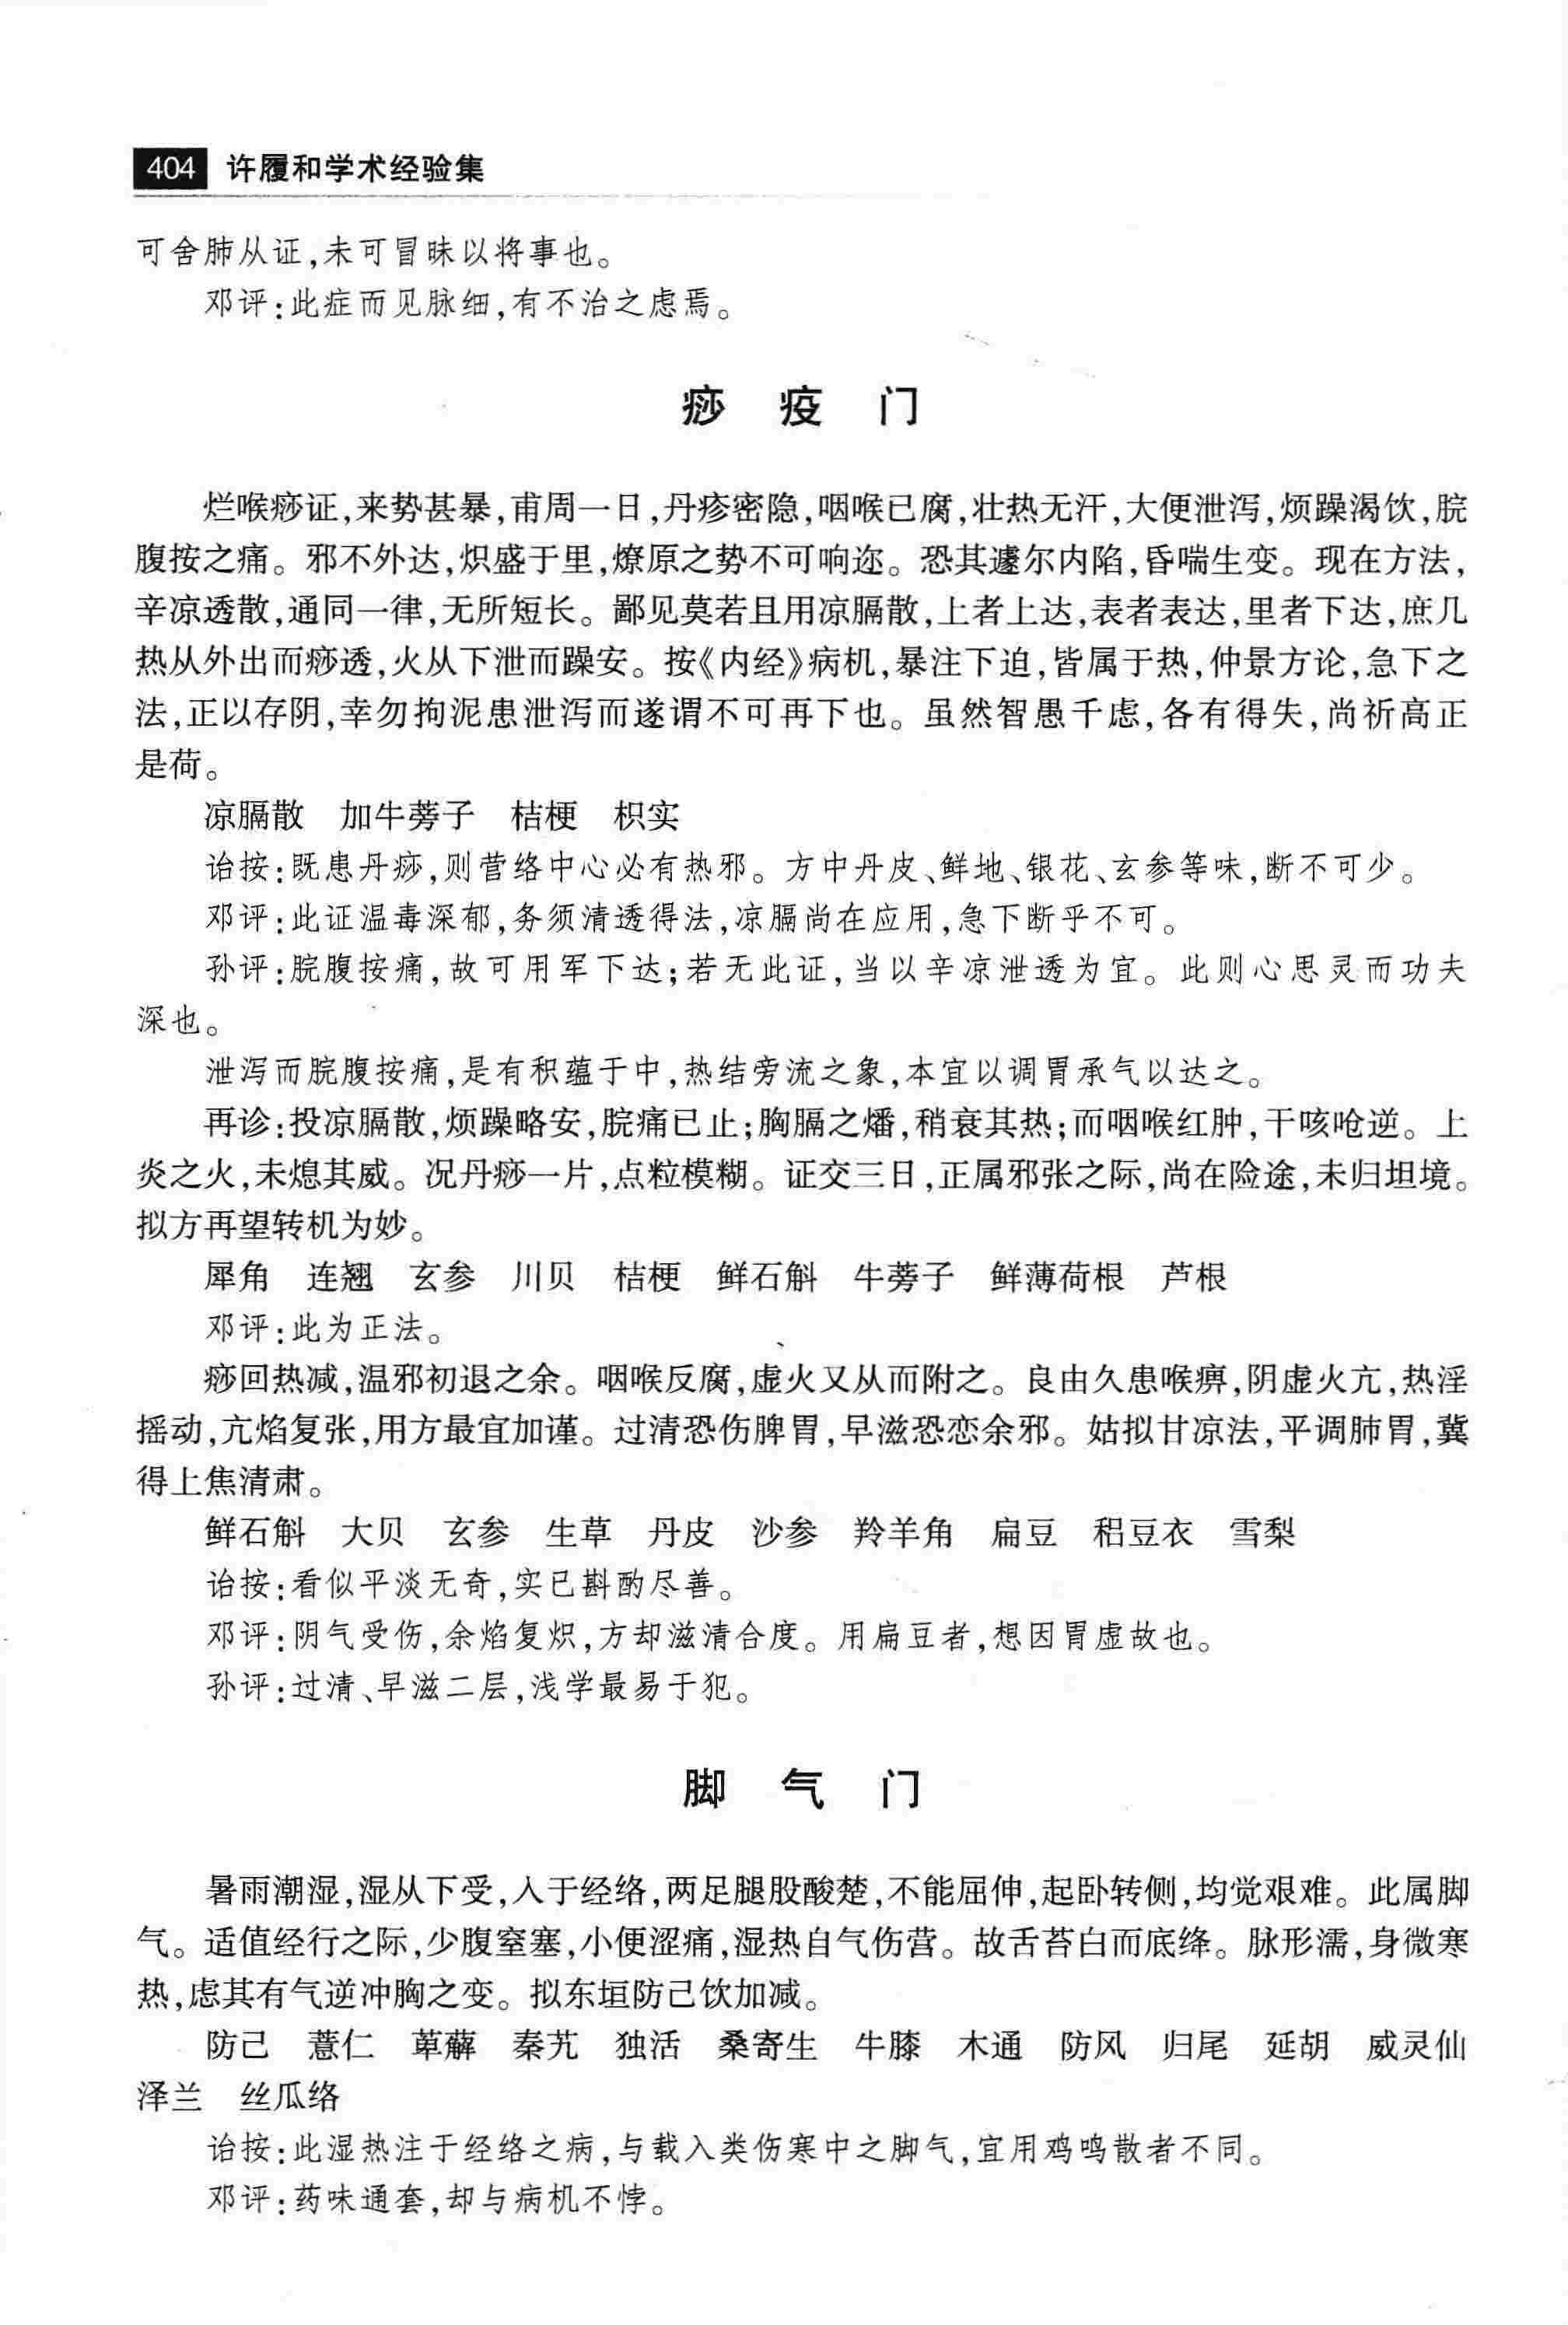 404 许履和学术经验集
可舍肺从证,未可冒昧以将事也。
邓评:此症而见脉细,有不治之虑焉。
痧 疫 门
烂喉痧证,来势甚暴,甫周一日,丹疹密隐,咽喉已腐,壮热无汗,大便泄泻,烦躁渴饮,脘
腹按之痛。邪不外达,炽盛于里,燎原之势不可响迩。恐其遽尔内陷,昏喘生变。现在方法,
辛凉透散,通同一律,无所短长。鄙见莫若且用凉膈散,上者上达,表者表达,里者下达,庶几
热从外出而痧透,火从下泄而躁安。按《内经》病机,暴注下迫,皆属于热,仲景方论,急下之
法,正以存阴,幸勿拘泥患泄泻而遂谓不可再下也。虽然智愚千虑,各有得失,尚祈高正
是荷。
凉膈散 加牛蒡子 桔梗 枳实
诒按:既患丹痧,则营络中心必有热邪。方中丹皮、鲜地、银花、玄参等味,断不可少。
邓评:此证温毒深郁,务须清透得法,凉膈尚在应用,急下断乎不可。
孙评:脘腹按痛,故可用军下达;若无此证,当以辛凉泄透为宜。此则心思灵而功夫
深也。
泄泻而脘腹按痛,是有积蕴于中,热结旁流之象,本宜以调胃承气以达之。
再诊:投凉膈散,烦躁略安,脘痛已止;胸膈之燔,稍衰其热;而咽喉红肿,干咳呛逆。上
炎之火,未熄其威。况丹痧一片,点粒模糊。证交三日,正属邪张之际,尚在险途,未归坦境。
拟方再望转机为妙。
犀角 连翘 玄参 川贝 桔梗 鲜石斛 牛蒡子 鲜薄荷根 芦根
邓评:此为正法。
痧回热减,温邪初退之余。咽喉反腐,虚火又从而附之。良由久患喉痹,阴虚火亢,热淫
摇动,亢焰复张,用方最宜加谨。过清恐伤脾胃,早滋恐恋余邪。姑拟甘凉法,平调肺胃,冀
得上焦清肃。
鲜石斛 大贝 玄参 生草 丹皮 沙参 羚羊角 扁豆 稆豆衣 雪梨
诒按:看似平淡无奇,实已斟酌尽善。
邓评:阴气受伤,余焰复炽,方却滋清合度。用扁豆者,想因胃虚故也。
孙评:过清、早滋二层,浅学最易于犯。
脚 气 门
暑雨潮湿,湿从下受,入于经络,两足腿股酸楚,不能屈伸,起卧转侧,均觉艰难。此属脚
气。适值经行之际,少腹窒塞,小便涩痛,湿热自气伤营。故舌苔白而底绛。脉形濡,身微寒
热,虑其有气逆冲胸之变。拟东垣防己饮加减。
防己 薏仁 萆薢 秦艽 独活 桑寄生 牛膝 木通 防风 归尾 延胡 威灵仙
泽兰 丝瓜络
诒按:此湿热注于经络之病,与载入类伤寒中之脚气,宜用鸡鸣散者不同。
邓评:药味通套,却与病机不悖。